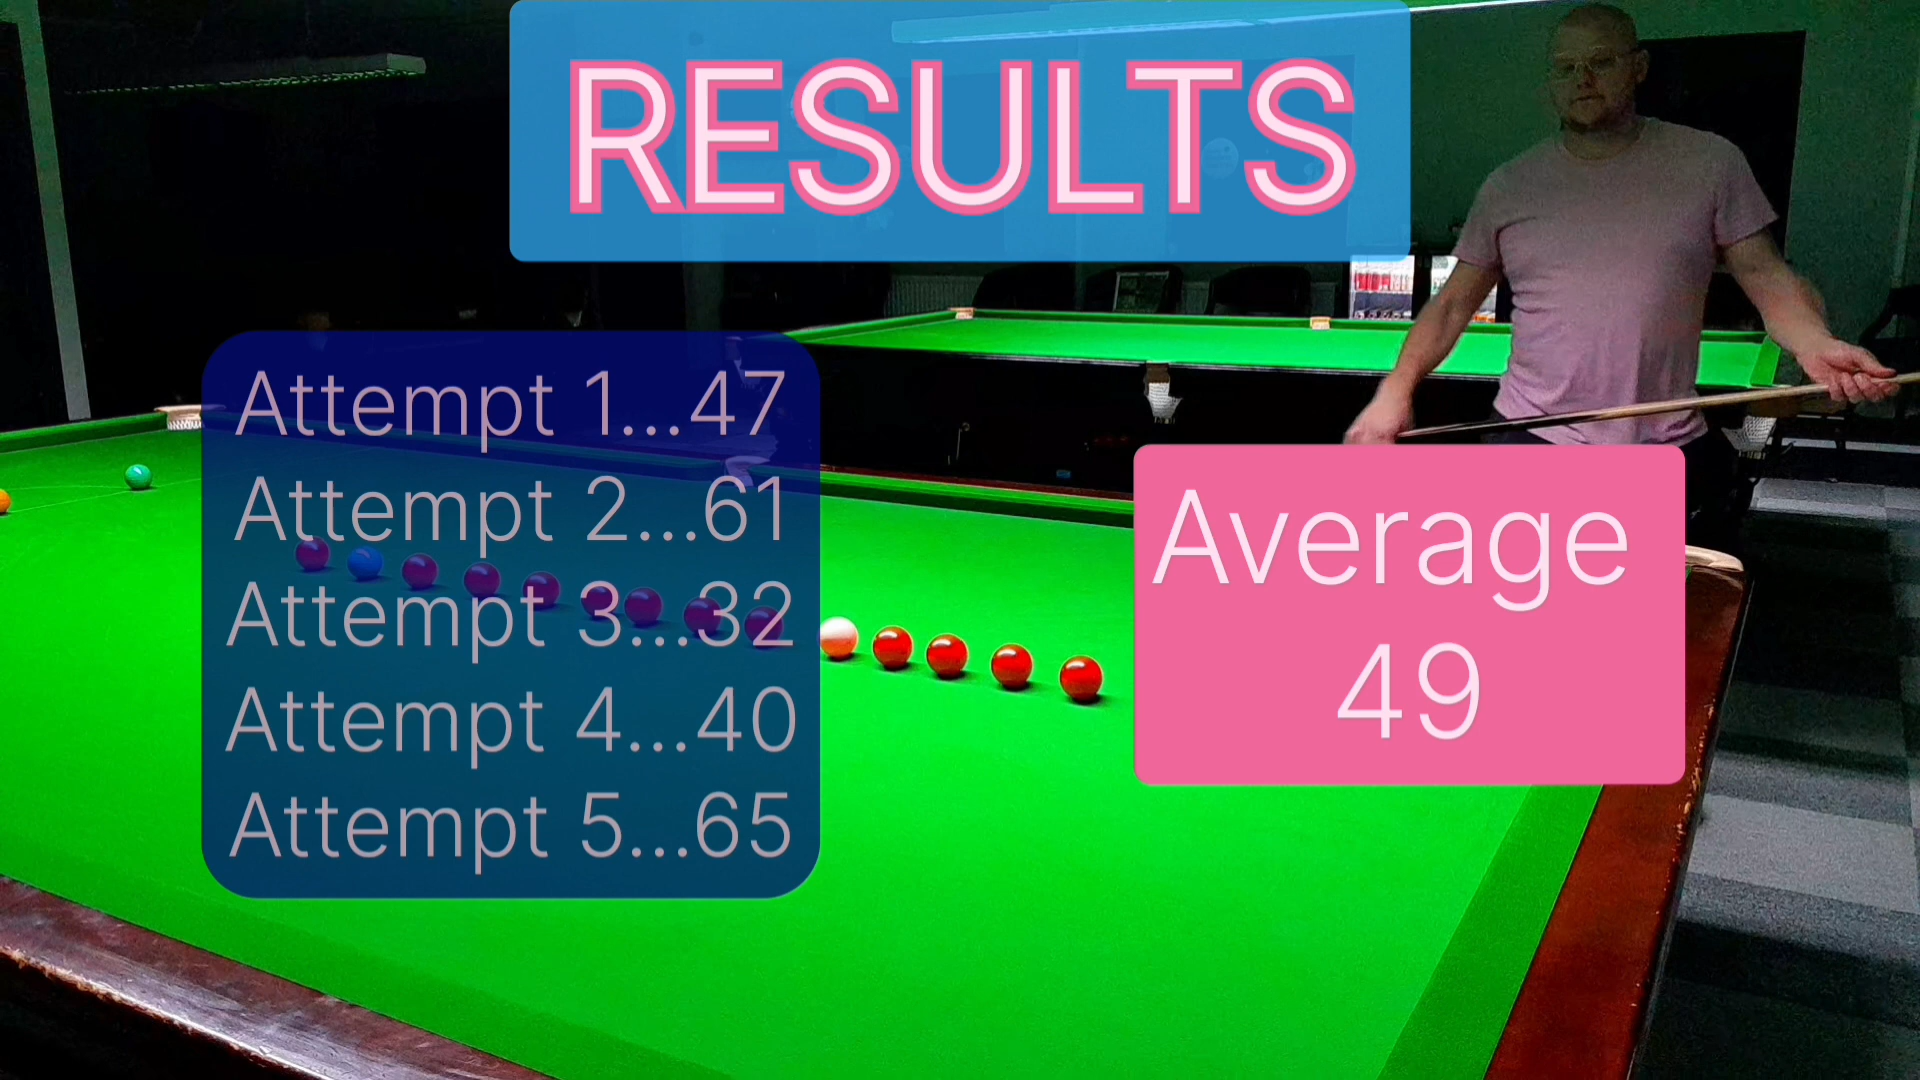 RESULTS
Attempt 1...47
Attempt 2...61
Attempt 3...32
Attempt 4...40
Attempt 5...65
Average
49